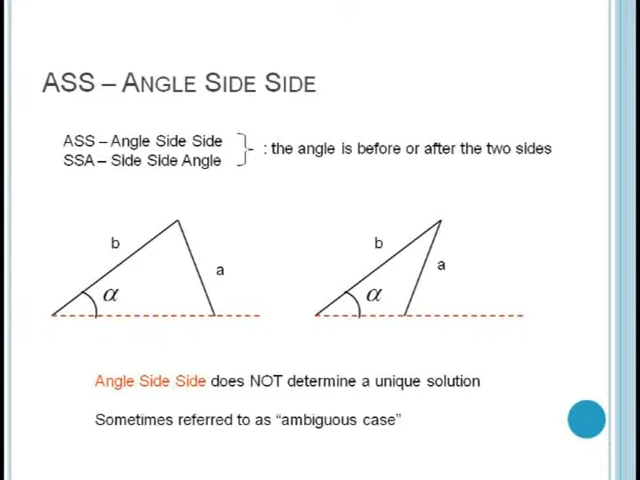 ASS – ANGLE SIDE SIDE
ASS – Angle Side Side
SSA – Side Side Angle
: the angle is before or after the two sides
b
a
α
b
a
α
Angle Side Side does NOT determine a unique solution
Sometimes referred to as “ambiguous case”